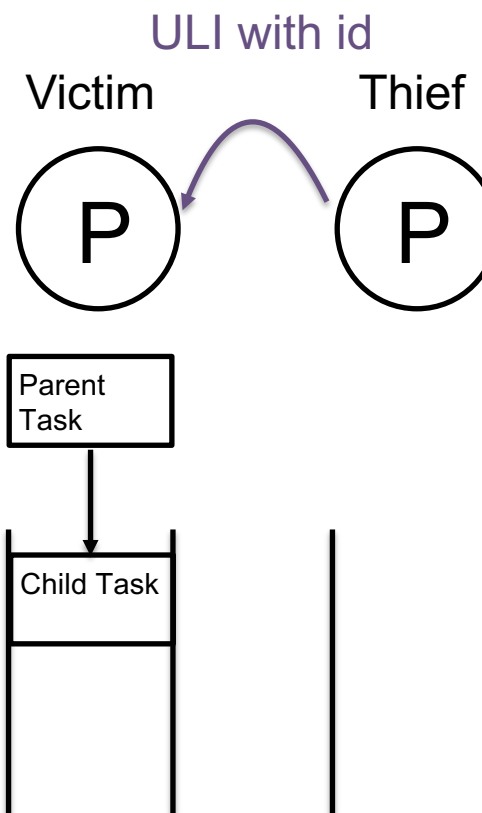 ULI with id
Victim
Thief
P
P
Parent
Task
Child Task